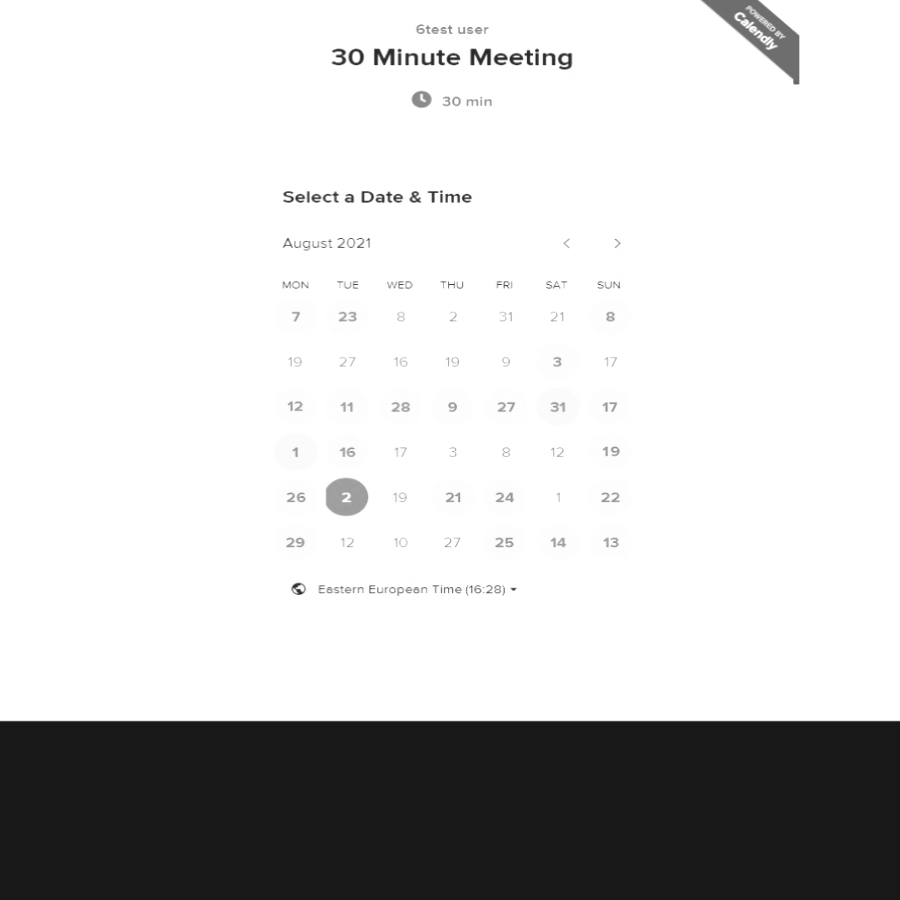 POWERED BY
Calendly
6test user
30 Minute Meeting
30 min
Select a Date & Time
August 2021
MON TUE WED THU FRI SAT SUN
7 23 8 2 31 21 8
19 27 16 19 9 3 17
12 11 28 9 27 31 17
1 16 17 3 8 12 19
26 2 19 21 24 1 22
29 12 10 27 25 14 13
Eastern European Time (16:28)